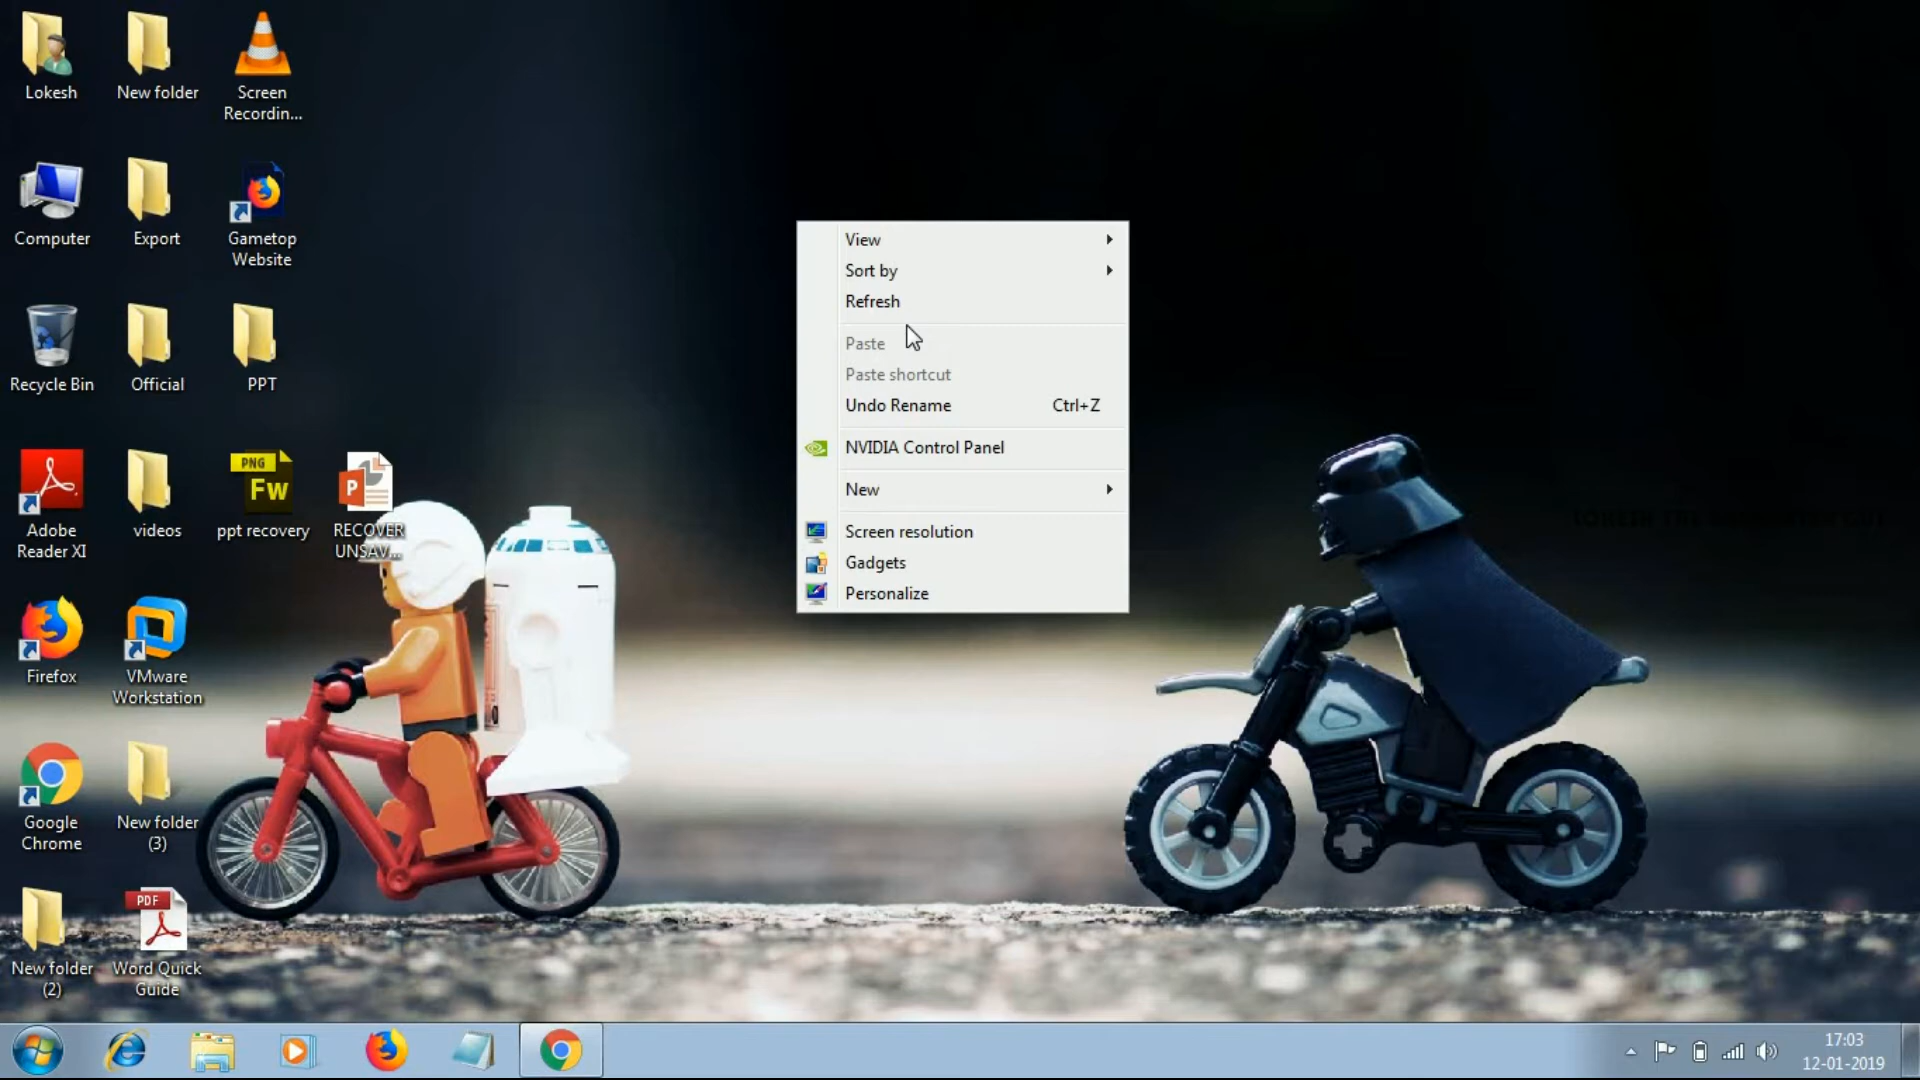 Lokesh
New folder
Screen
Recordin...
Computer
Export
Gametop
Website
Recycle Bin
Official
PPT
Adobe
Reader XI
videos
PNG
Fw
ppt recovery
P
RECOVER
UNSAV...
Firefox
VMware
Workstation
Google
Chrome
New folder
(3)
New folder
(2)
PDF
Word Quick
Guide
View
Sort by
Refresh
Paste
Paste shortcut
Undo Rename Ctrl+Z
NVIDIA Control Panel
New
Screen resolution
Gadgets
Personalize
17:03
12-01-2019